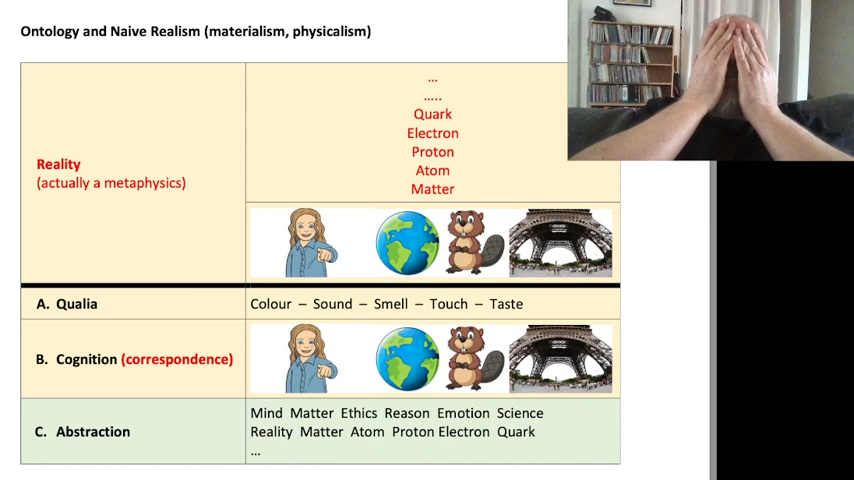 Ontology and Naive Realism (materialism, physicalism)
Reality
(actually a metaphysics)
...
.....
Quark
Electron
Proton
Atom
Matter
A. Qualia
Colour – Sound – Smell – Touch – Taste
B. Cognition (correspondence)
C. Abstraction
Mind Matter Ethics Reason Emotion Science
Reality Matter Atom Proton Electron Quark
...